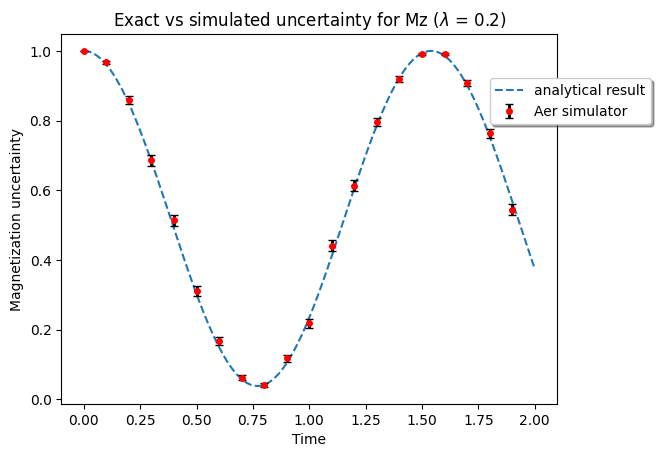 Exact vs simulated uncertainty for Mz (λ = 0.2)
Magnetization uncertainty
1.0
0.8
0.6
0.4
0.2
0.0
analytical result
Aer simulator
0.00 0.25 0.50 0.75 1.00 1.25 1.50 1.75 2.00
Time